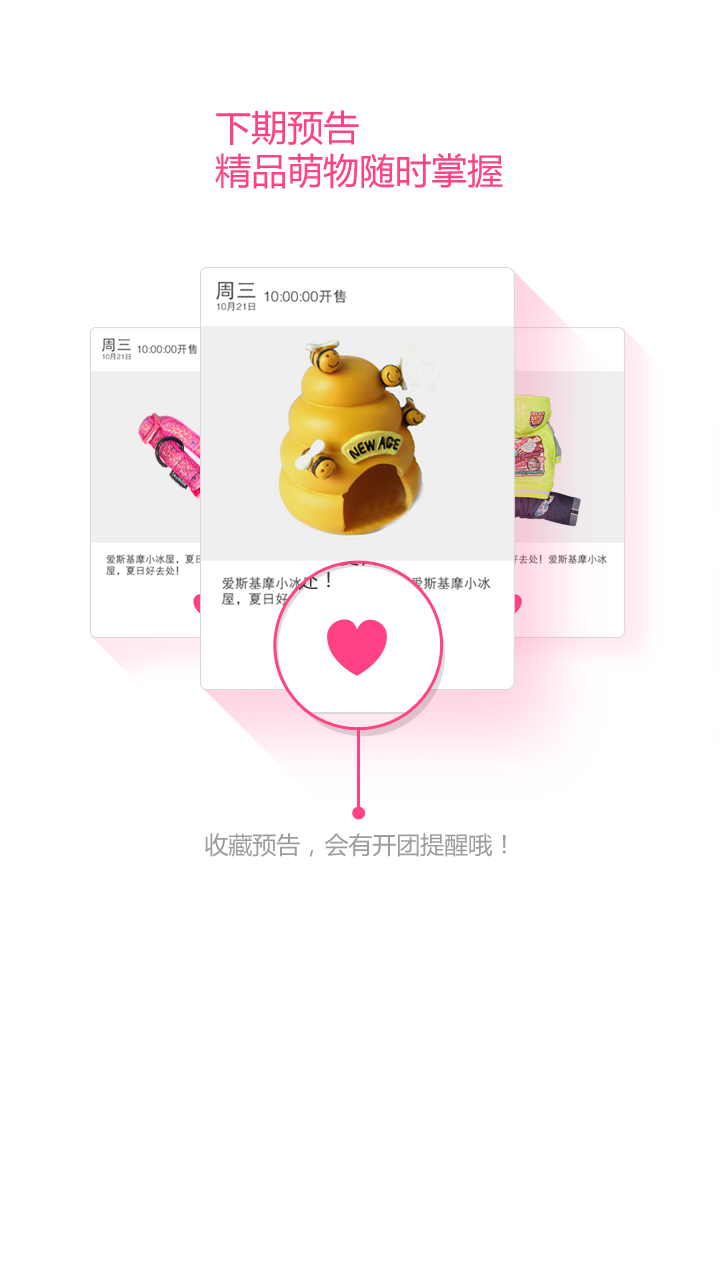 下期预告
精品萌物随时掌握
周三
10月21日
10:00:00开售
周三
10月21日
10:00:00开售
NEW AGE
爱斯基摩小冰屋，夏日
屋，夏日好去处！
爱斯基摩小冰
处！
爱斯基摩小冰
屋，夏日好
好去处！爱斯基摩小冰
收藏预告，会有开团提醒哦！